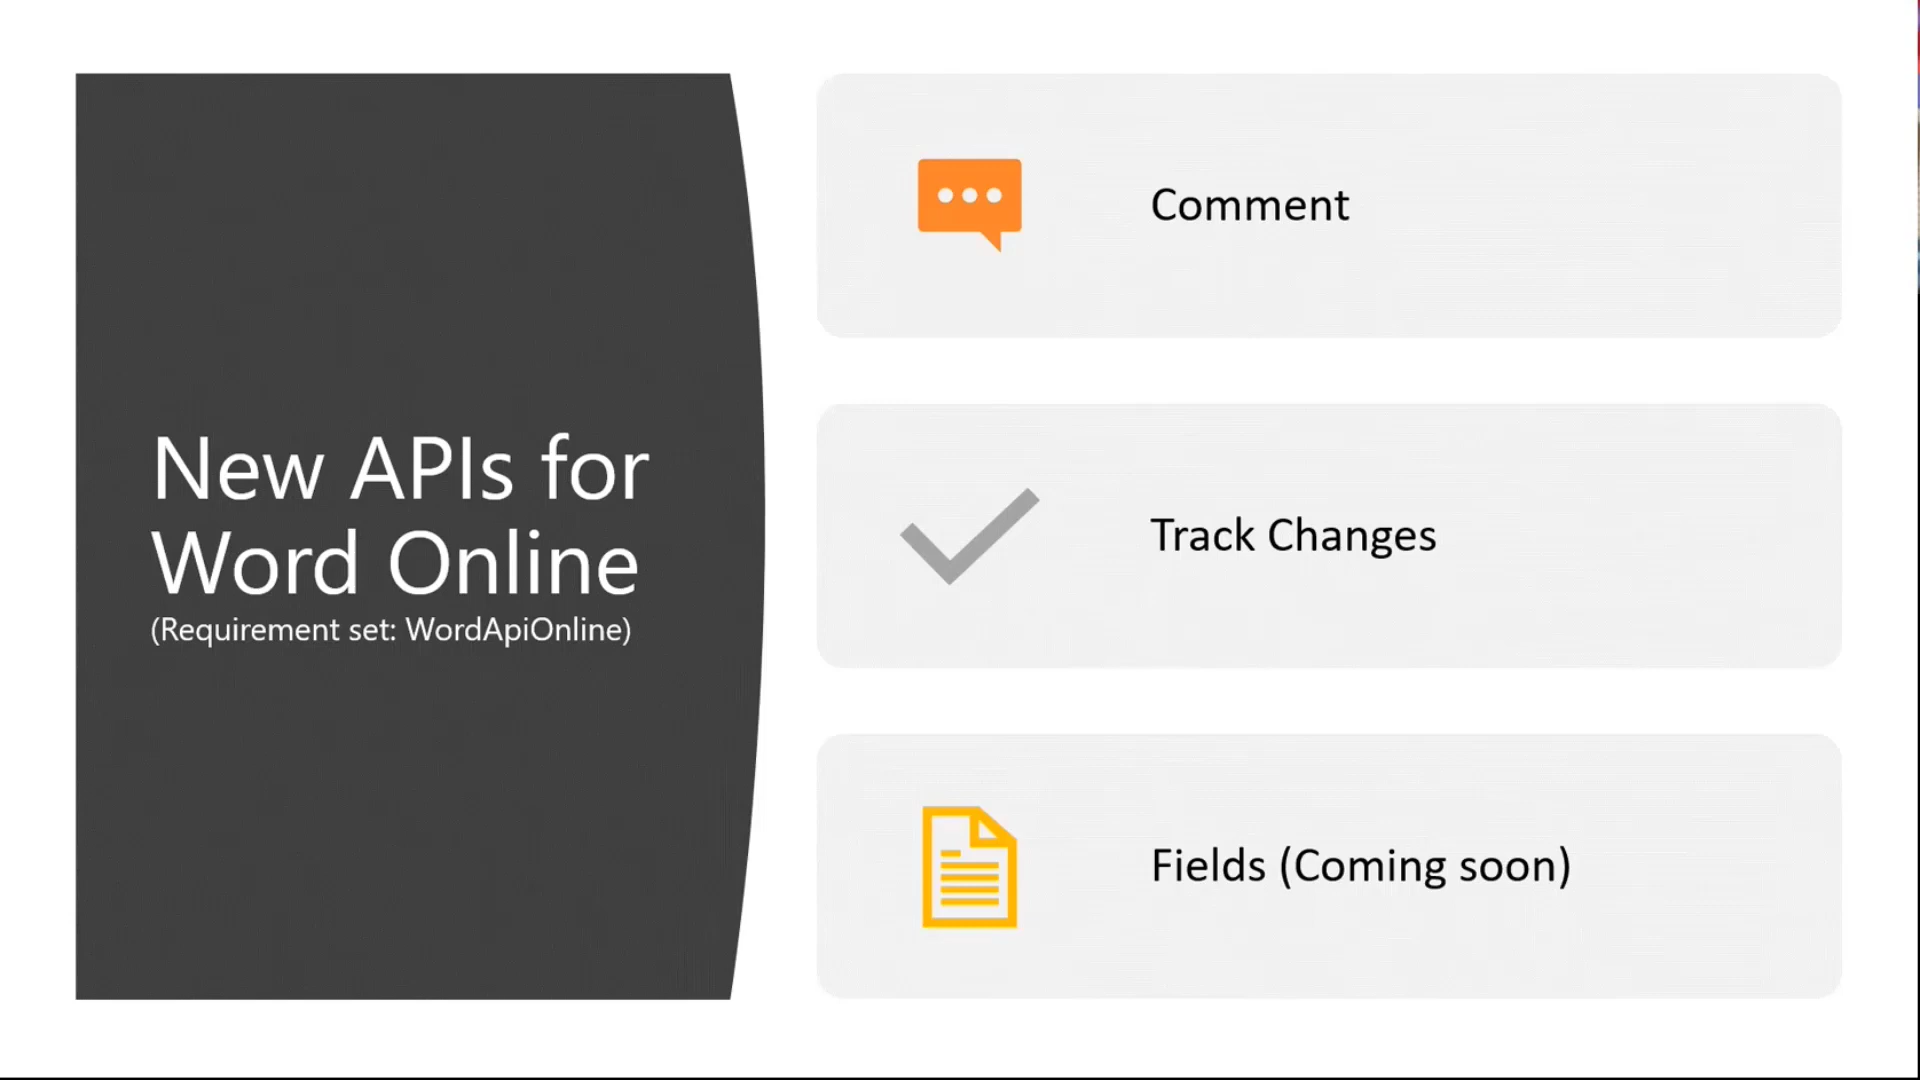 New APIs for
Word Online
(Requirement set: WordApiOnline)
Comment
Track Changes
Fields (Coming soon)